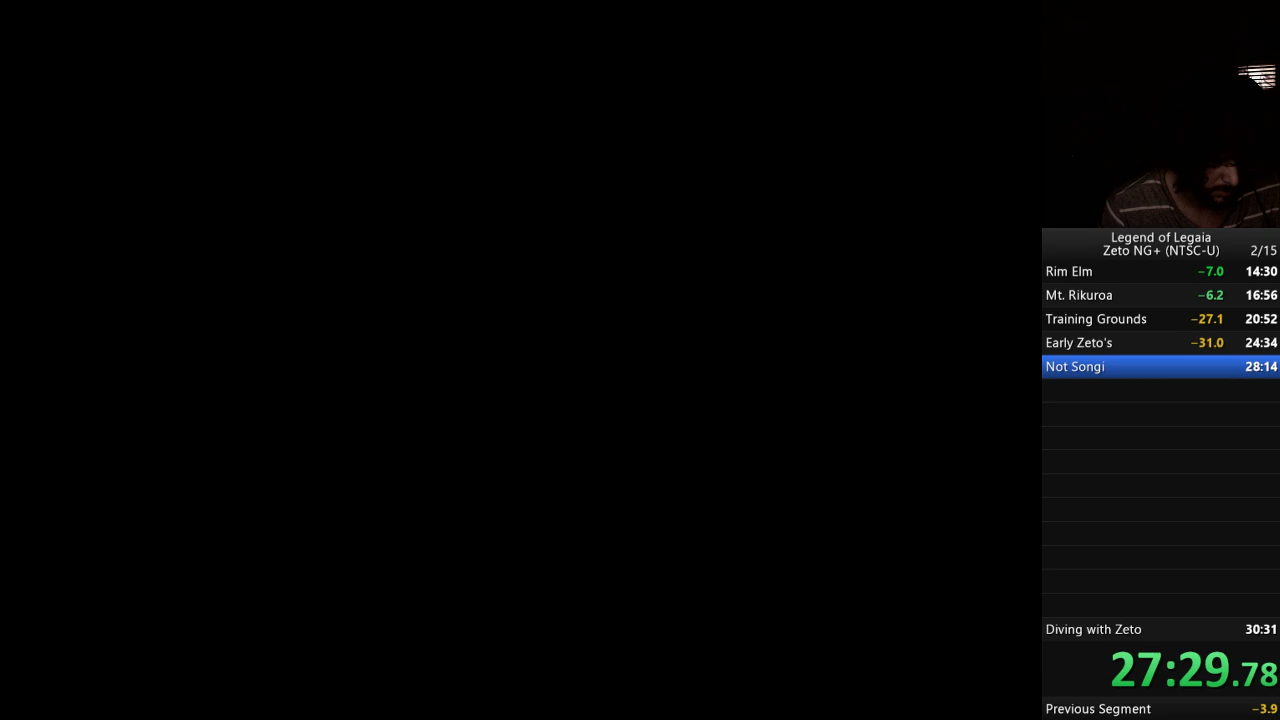 Legend of Legaia
Zeto NG+ (NTSC-U) 2/15
Rim Elm −7.0 14:30
Mt. Rikuroa −6.2 16:56
Training Grounds −27.1 20:52
Early Zeto's −31.0 24:34
Not Songi 28:14
Diving with Zeto 30:31
27:29.78
Previous Segment −3.9